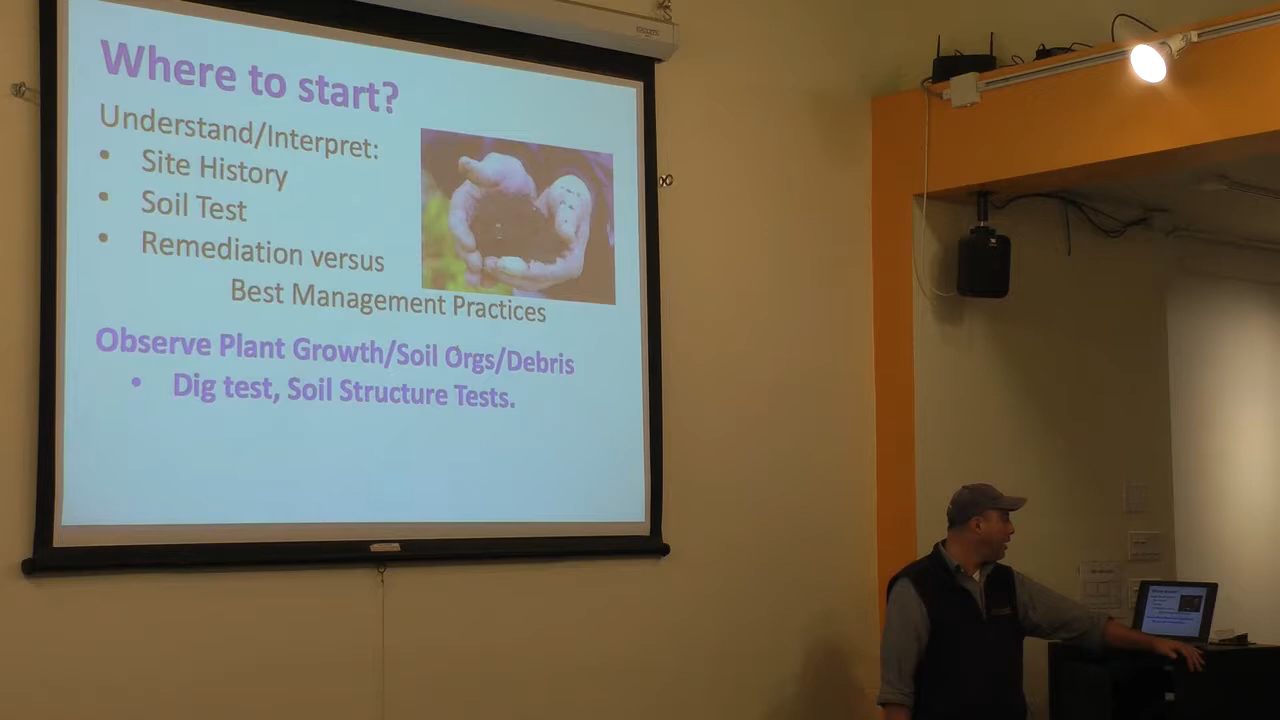 Where to start?
Understand/Interpret:
• Site History
• Soil Test
• Remediation versus
Best Management Practices
Observe Plant Growth/Soil Orgs/Debris
• Dig test, Soil Structure Tests.